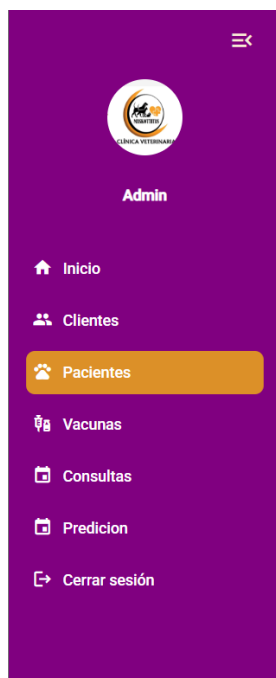 CLÍNICA VETERINARIA
Admin
Inicio
Clientes
Pacientes
Vacunas
Consultas
Predicion
Cerrar sesión